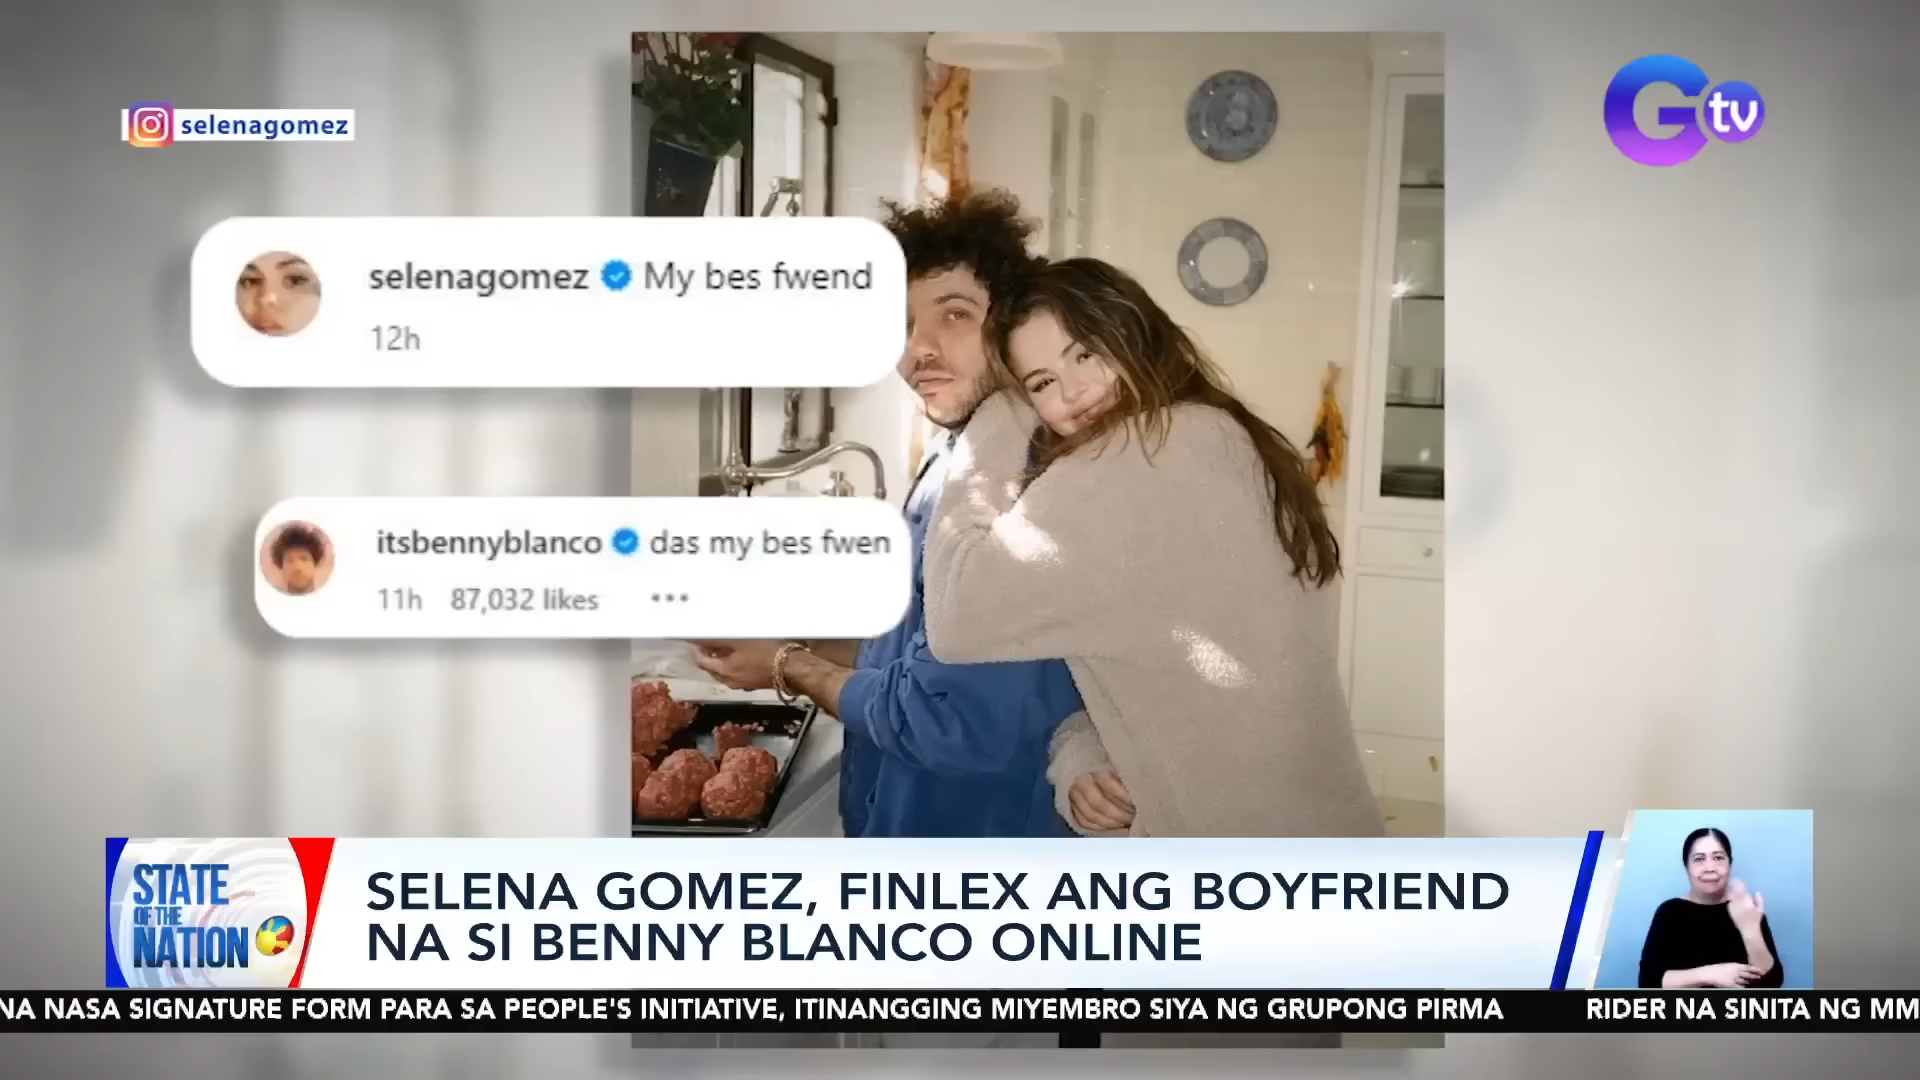 selenagomez
G tv
selenagomez My bes fwend
12h
itsbennyblanco das my bes fwen
11h 87,032 likes •••
STATE
OF THE
NATION
SELENA GOMEZ, FINLEX ANG BOYFRIEND
NA SI BENNY BLANCO ONLINE
NA NASA SIGNATURE FORM PARA SA PEOPLE'S INITIATIVE, ITINANGGING MIYEMBRO SIYA NG GRUPONG PIRMA RIDER NA SINITA NG MM